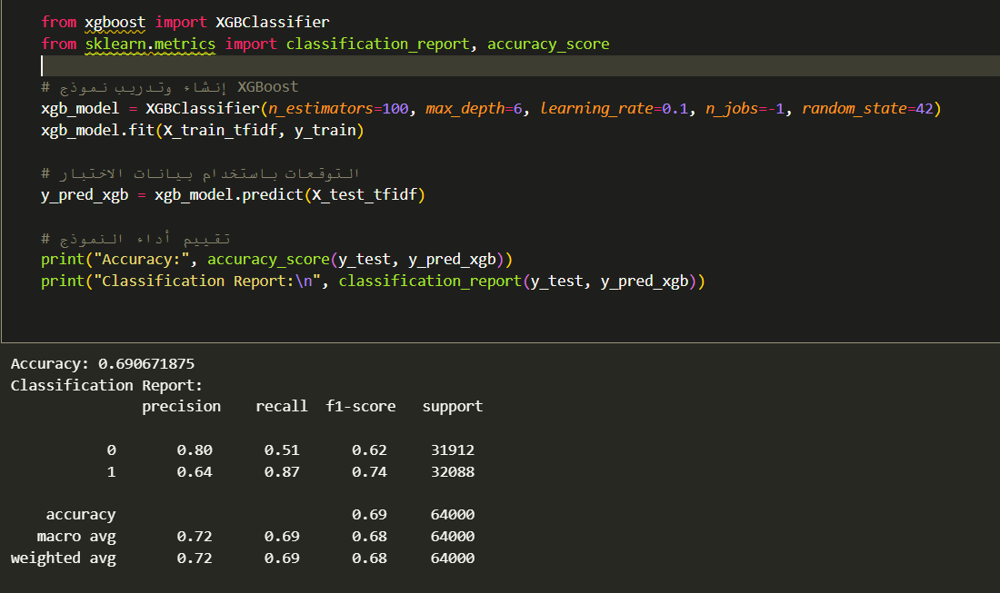 from xgboost import XGBClassifier
from sklearn.metrics import classification_report, accuracy_score
# إنشاء وتدريب نموذج XGBoost
xgb_model = XGBClassifier(n_estimators=100, max_depth=6, learning_rate=0.1, n_jobs=-1, random_state=42)
xgb_model.fit(X_train_tfidf, y_train)
# التوقعات باستخدام بيانات الاختبار
y_pred_xgb = xgb_model.predict(X_test_tfidf)
# تقييم أداء النموذج
print("Accuracy:", accuracy_score(y_test, y_pred_xgb))
print("Classification Report:\n", classification_report(y_test, y_pred_xgb))
Accuracy: 0.690671875
Classification Report:
precision recall f1-score support
0 0.80 0.51 0.62 31912
1 0.64 0.87 0.74 32088
accuracy 0.69 64000
macro avg 0.72 0.69 0.68 64000
weighted avg 0.72 0.69 0.68 64000